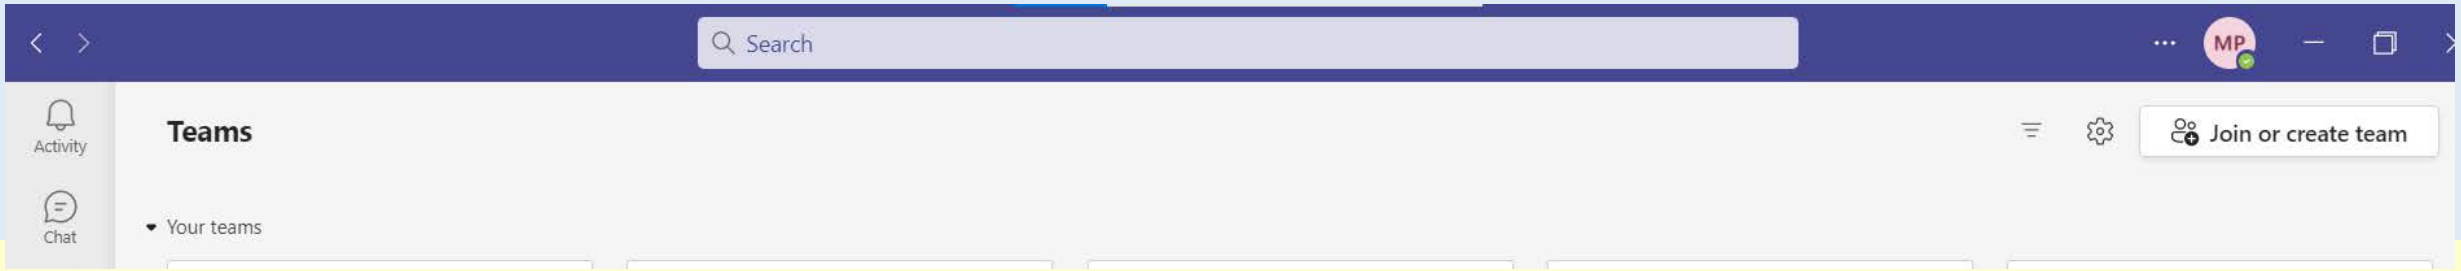 Search
MP
Activity
Teams
Join or create team
Chat
Your teams